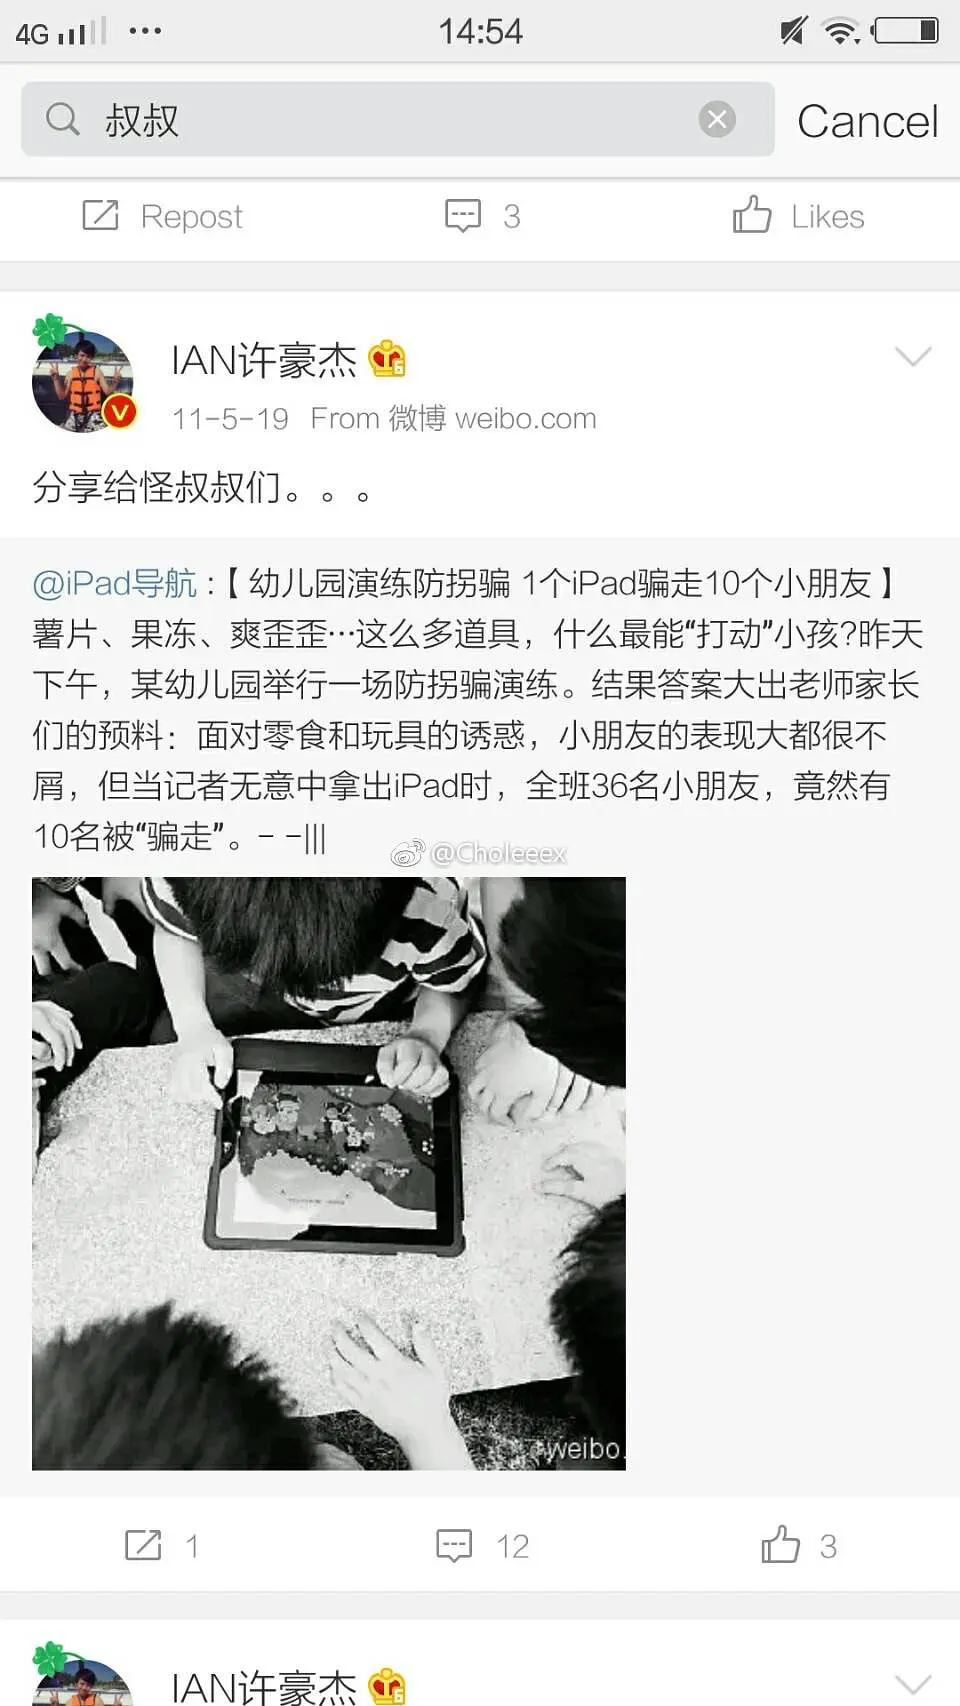 4G 14:54
叔叔 Cancel
Repost 3 Likes
IAN许豪杰 6
11-5-19 From 微博 weibo.com
分享给怪叔叔们。。。
@iPad导航 :【 幼儿园演练防拐骗 1个iPad骗走10个小朋友 】
薯片、果冻、爽歪歪…这么多道具，什么最能“打动”小孩?昨天
下午，某幼儿园举行一场防拐骗演练。结果答案大出老师家长
们的预料：面对零食和玩具的诱惑，小朋友的表现大都很不
屑，但当记者无意中拿出iPad时，全班36名小朋友，竟然有
10名被“骗走”。- -|||
@Choleeex
weibo.
1 12 3
IAN许豪杰 6